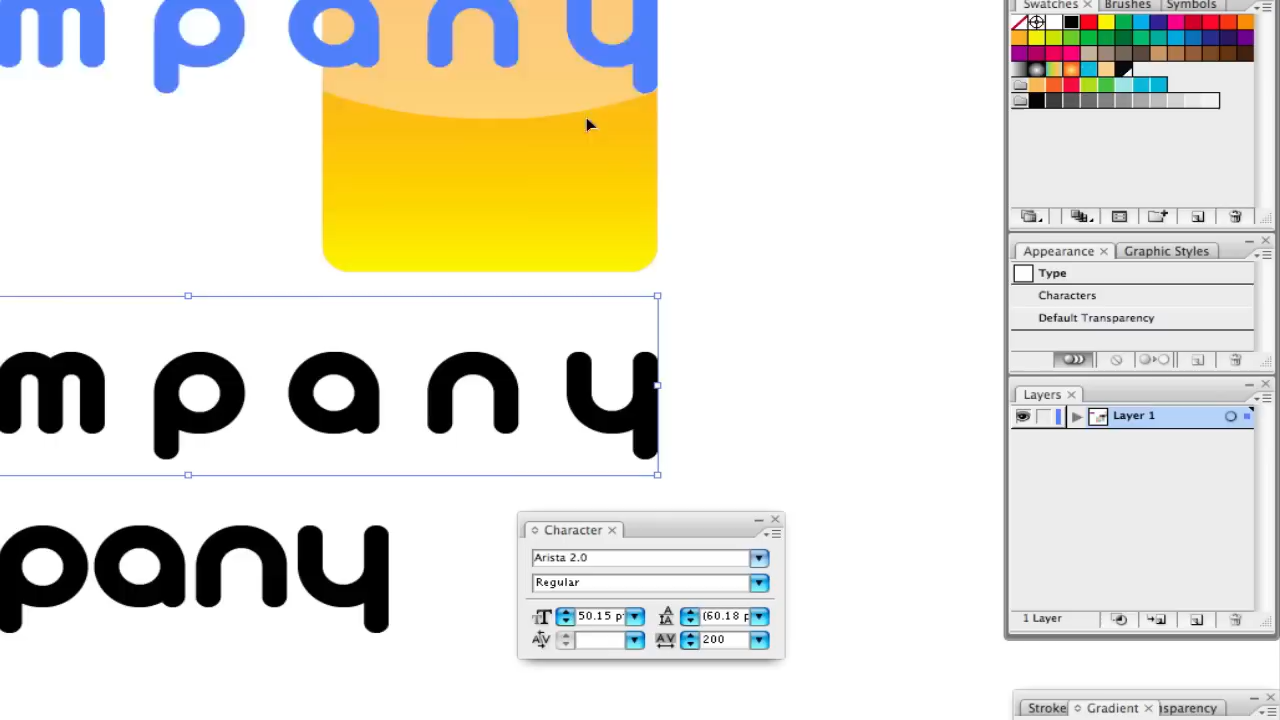 Swatches Brushes Symbols
mpany
Appearance Graphic Styles
Type
Characters
Default Transparency
mpany
Layers
Layer 1
pany
Character
Arista 2.0
Regular
50.15 p (60.18 p
200
1 Layer
Stroke Gradient sparency